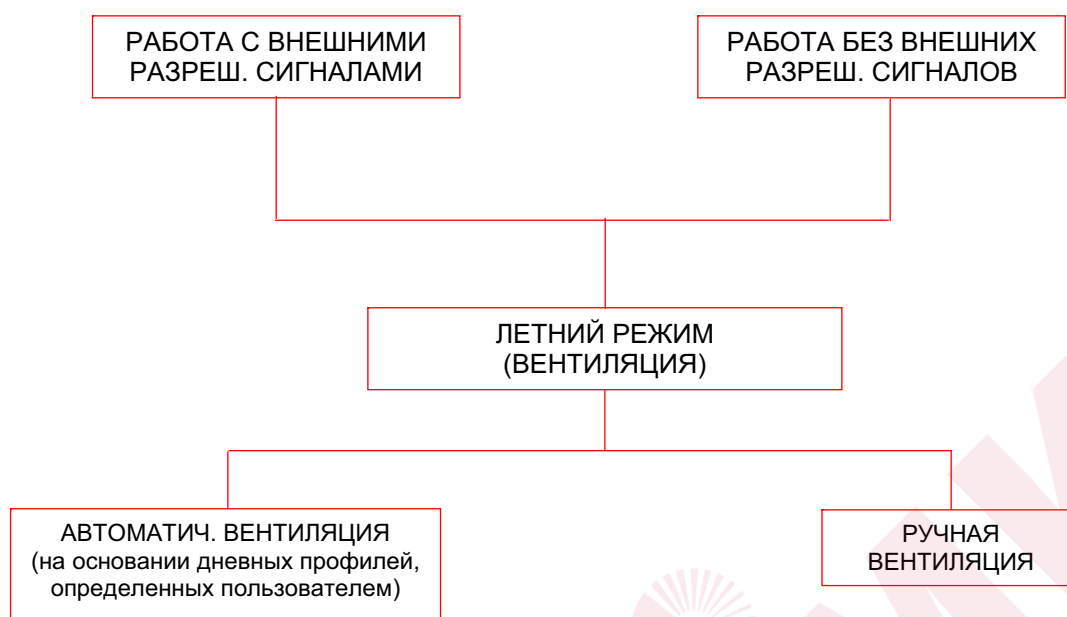 РАБОТА С ВНЕШНИМИ
РАЗРЕШ. СИГНАЛАМИ
РАБОТА БЕЗ ВНЕШНИХ
РАЗРЕШ. СИГНАЛОВ
ЛЕТНИЙ РЕЖИМ
(ВЕНТИЛЯЦИЯ)
АВТОМАТИЧ. ВЕНТИЛЯЦИЯ
(на основании дневных профилей,
определенных пользователем)
РУЧНАЯ
ВЕНТИЛЯЦИЯ